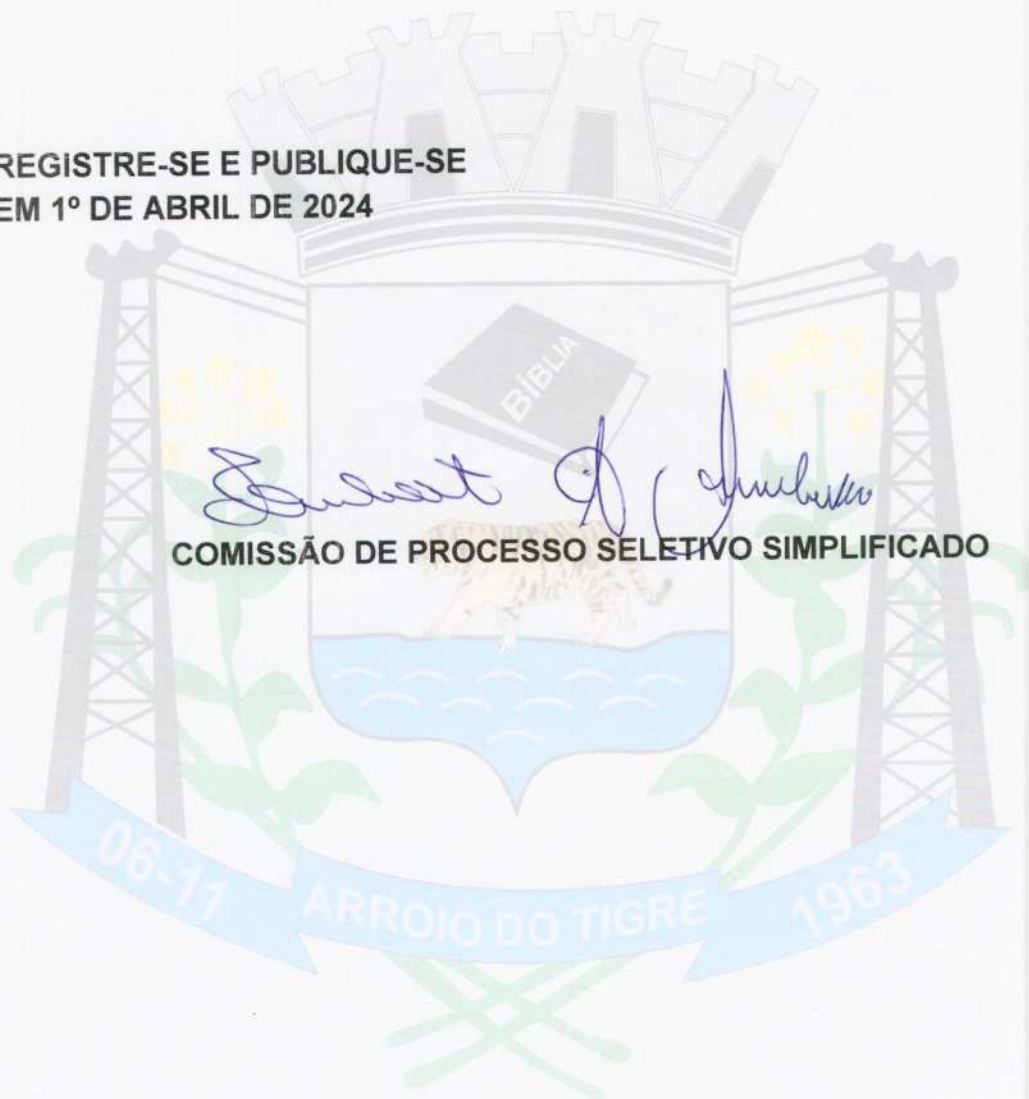 REGISTRE-SE E PUBLIQUE-SE
EM 1º DE ABRIL DE 2024
BÍBLIA
COMISSÃO DE PROCESSO SELETIVO SIMPLIFICADO
06-11 ARROIO DO TIGRE 1963